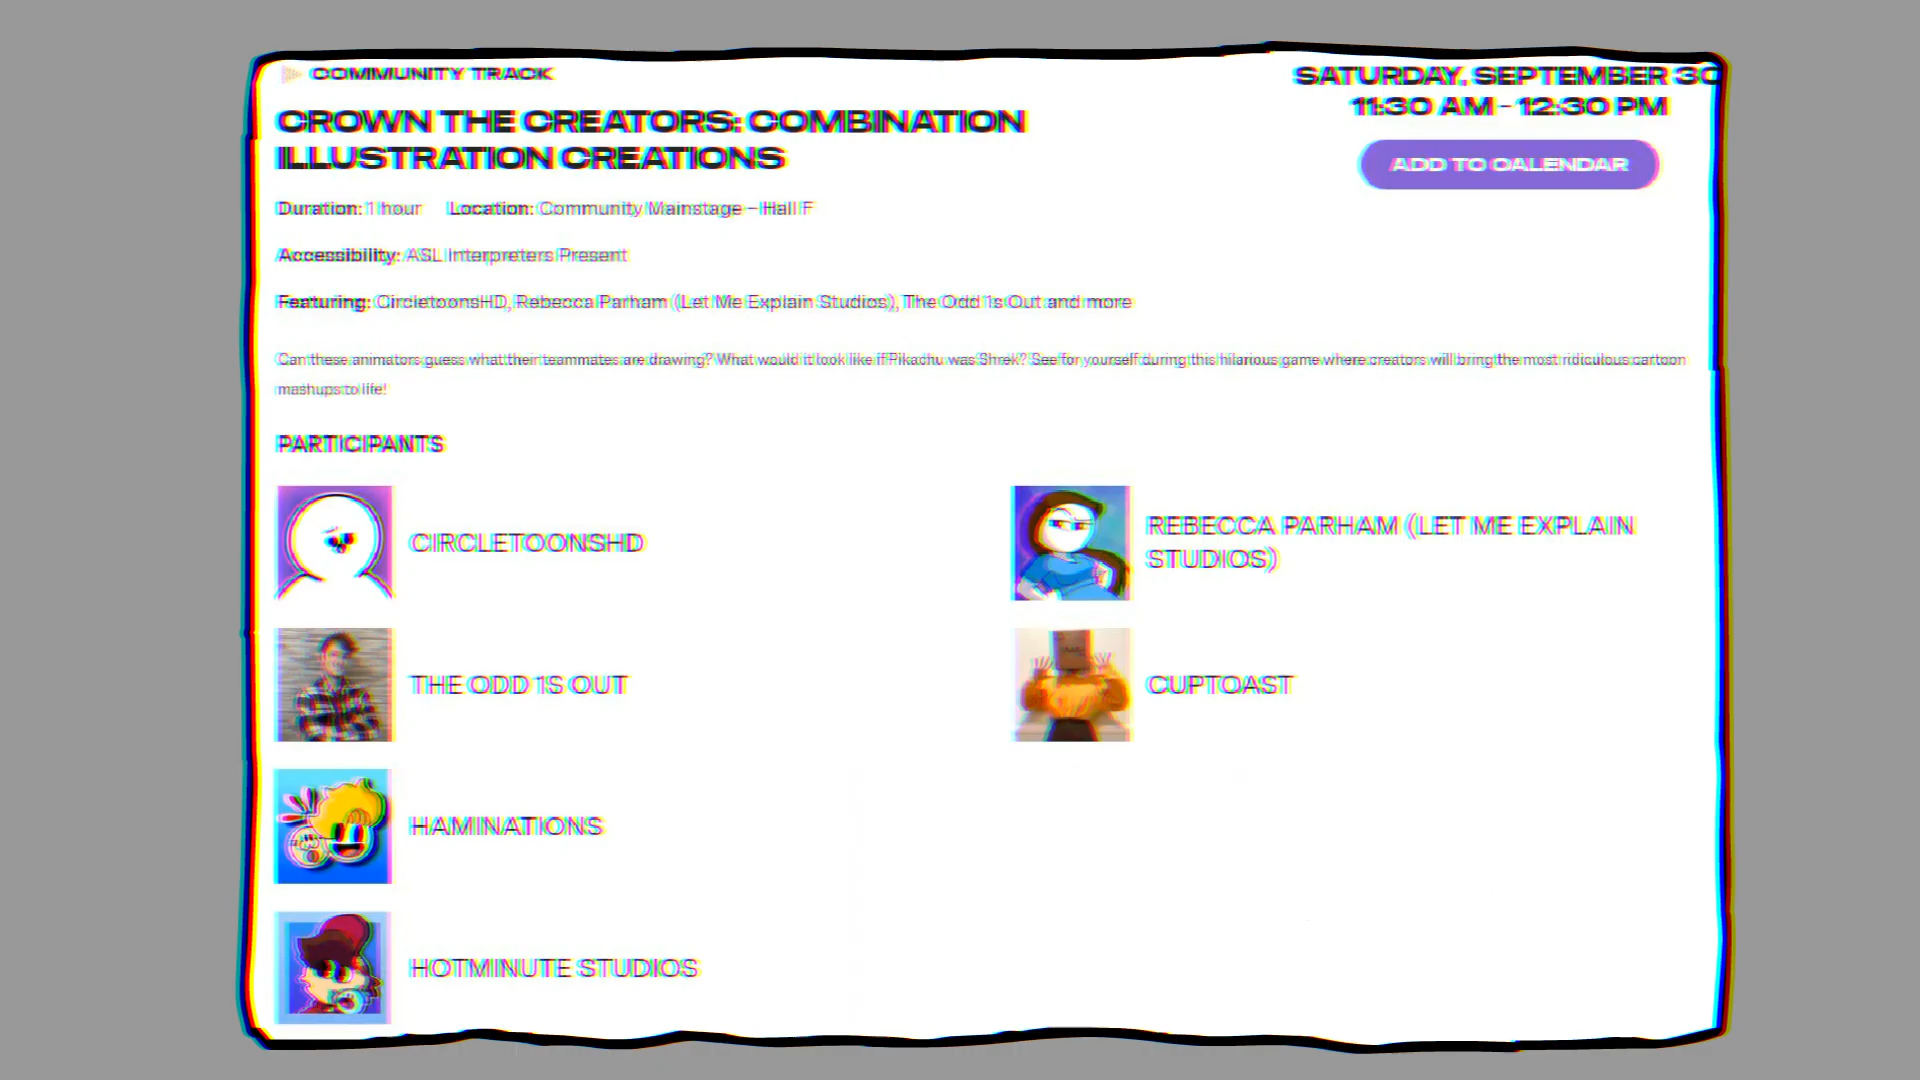 COMMUNITY TRACK
SATURDAY, SEPTEMBER 30
11:30 AM - 12:30 PM
CROWN THE CREATORS: COMBINATION
ILLUSTRATION CREATIONS
ADD TO CALENDAR
Duration: 1 hour Location: Community Mainstage – Hall F
Accessibility: ASL Interpreters Present
Featuring: CircletoonsHD, Rebecca Parham (Let Me Explain Studios), The Odd 1s Out and more
Can these animators guess what their teammates are drawing? What would it look like if Pikachu was Shrek? See for yourself during this hilarious game where creators will bring the most ridiculous cartoon
mashups to life!
PARTICIPANTS
CIRCLETOONSHD
REBECCA PARHAM (LET ME EXPLAIN
STUDIOS)
THE ODD 1S OUT
CUPTOAST
HAMINATIONS
HOTMINUTE STUDIOS